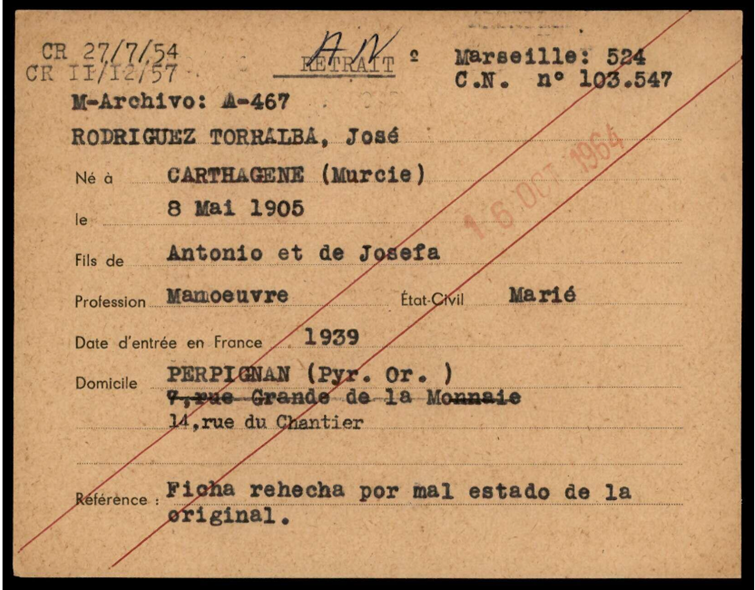 CR 27/7/54
CR 11/12/57
AN
RETRAIT º
Marseille: 524
C.N. nº 103.547
M-Archivo: A-467
RODRIGUEZ TORRALBA, José
Né à CARTHAGENE (Murcie)
le 8 Mai 1905
Fils de Antonio et de Josefa
Profession Manoeuvre État-Civil Marié
Date d'entrée en France 1939
Domicile PERPIGNAN (Pyr. Or. )
7,rue Grande de la Monnaie
14,rue du Chantier
Référence : Ficha rehecha por mal estado de la
original.
16 OCT 1964